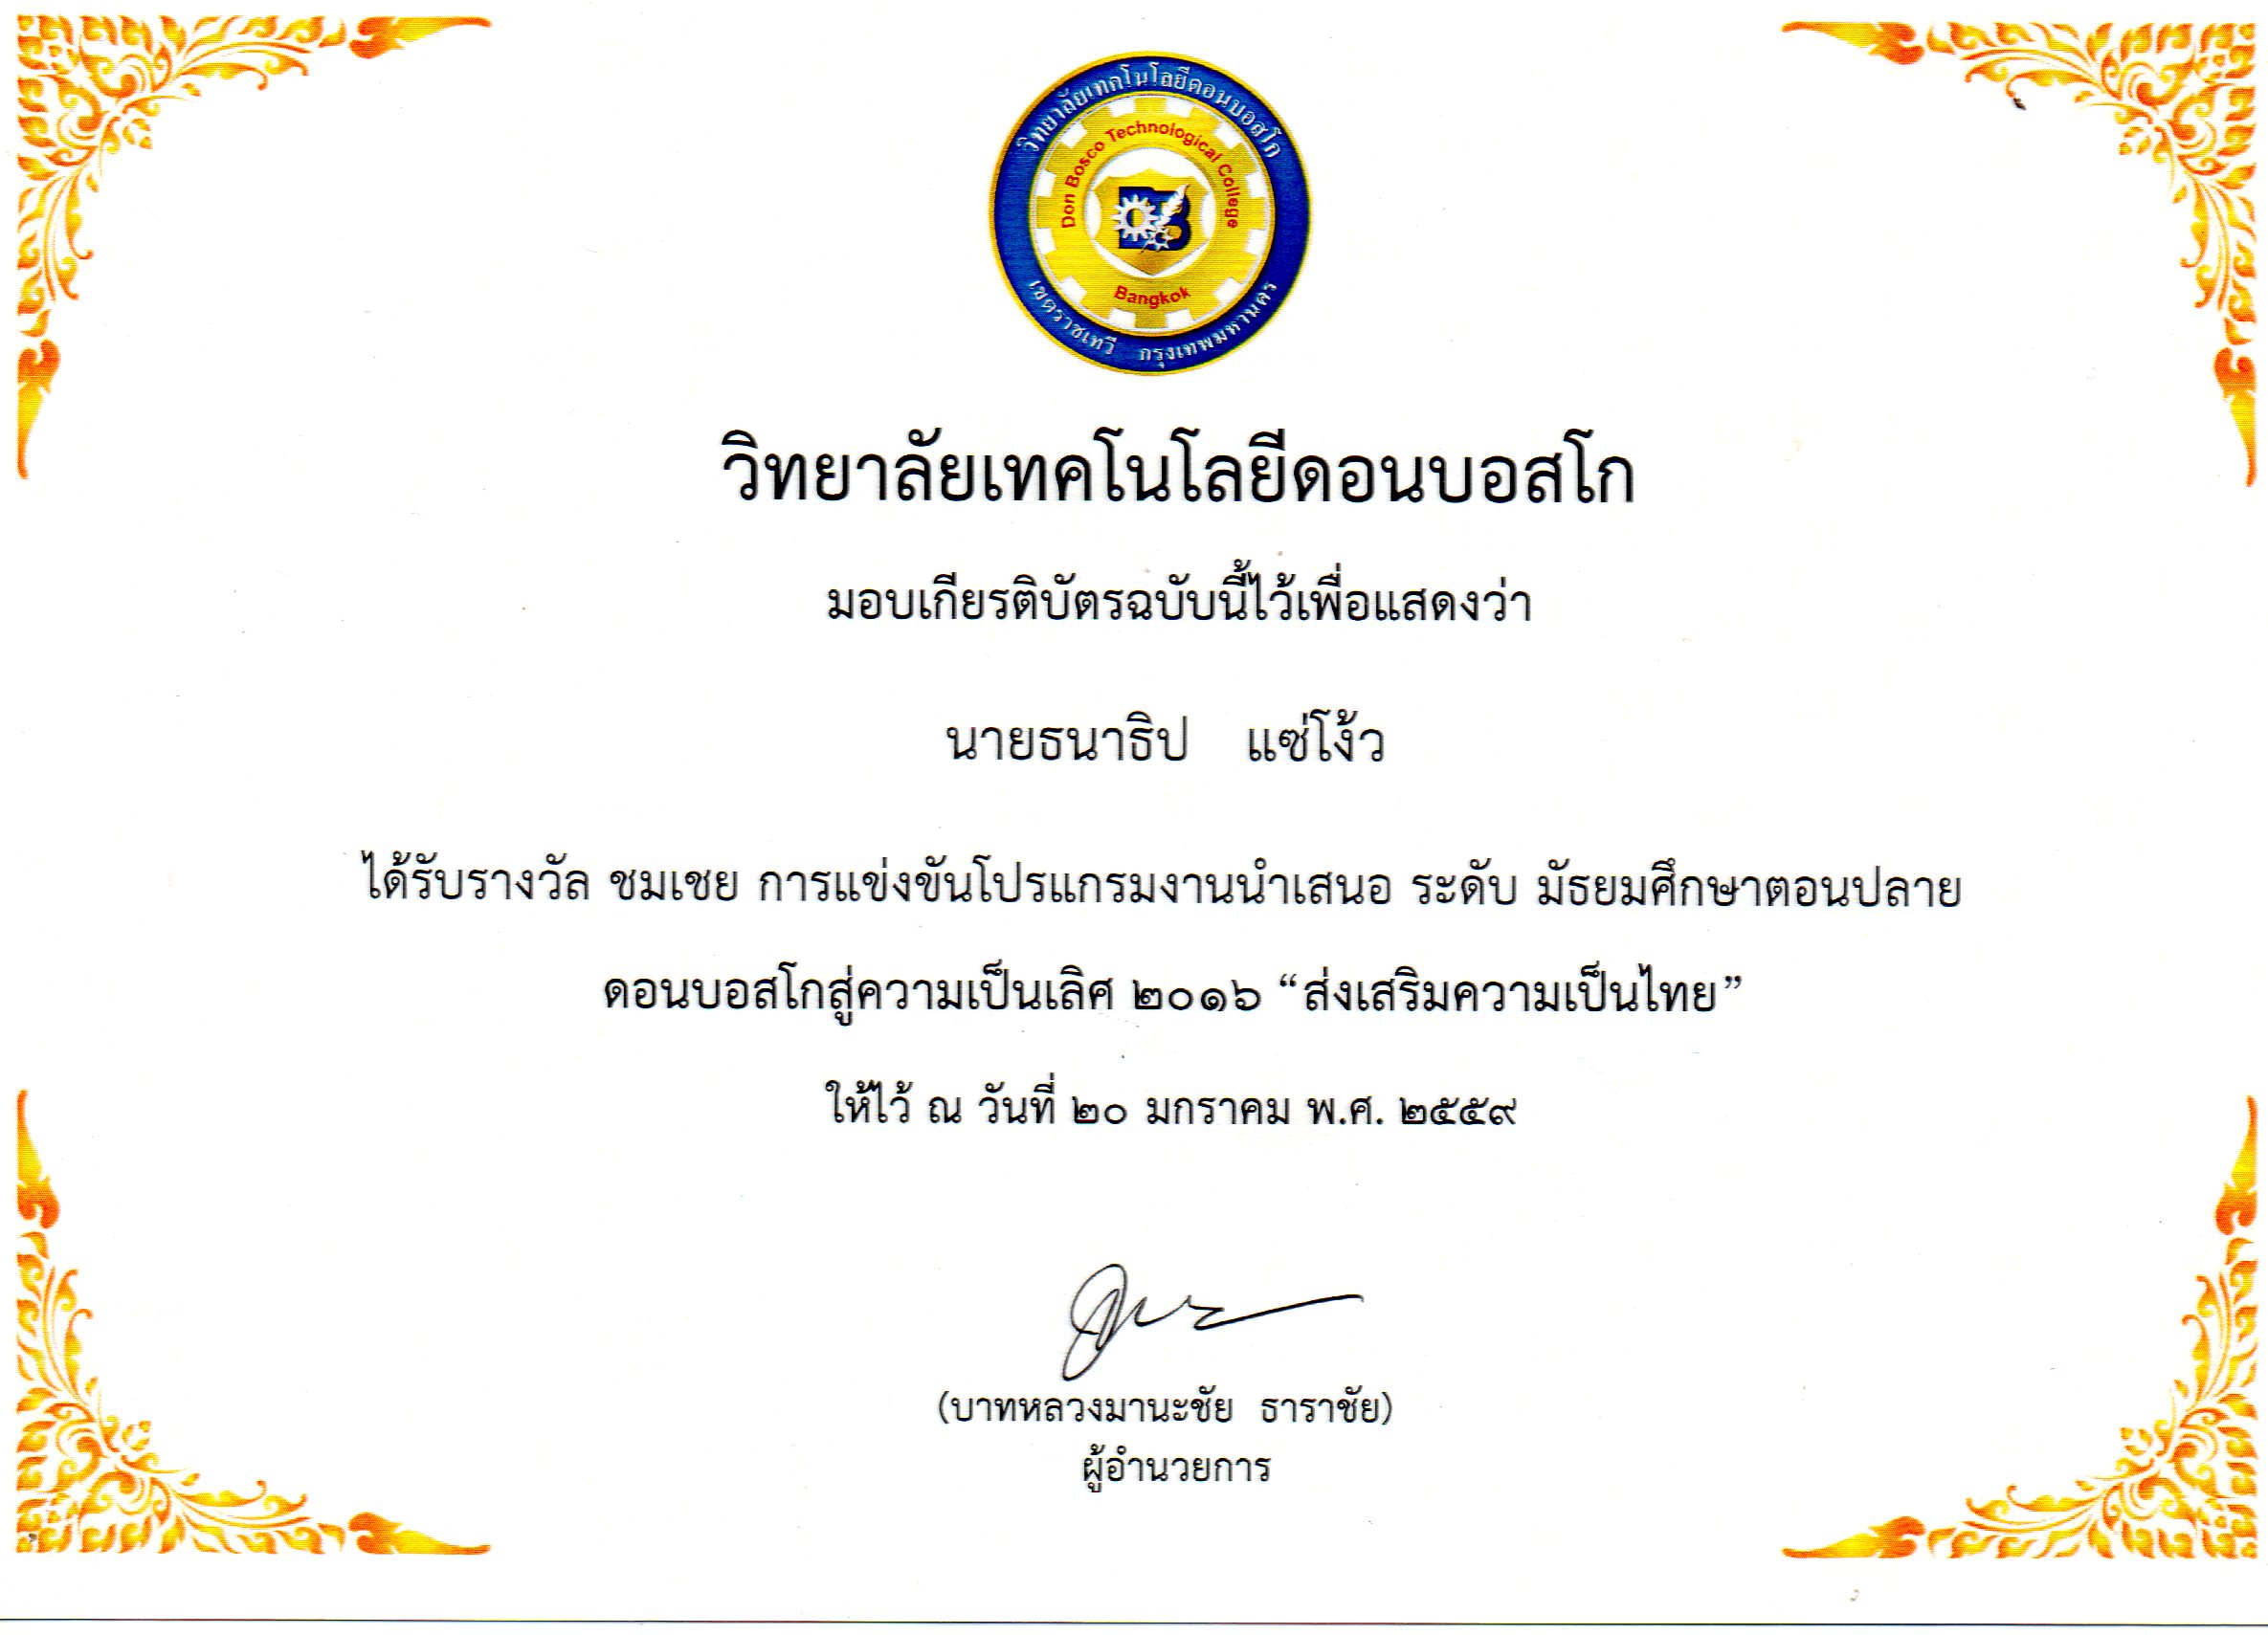 วิทยาลัยเทคโนโลยีดอนบอสโก
Don Bosco Technological College
Bangkok
เขตราชเทวี กรุงเทพมหานคร
วิทยาลัยเทคโนโลยีดอนบอสโก
มอบเกียรติบัตรฉบับนี้ไว้เพื่อแสดงว่า
นายธนาธิป แซ่โง้ว
ได้รับรางวัล ชมเชย การแข่งขันโปรแกรมงานนำเสนอ ระดับ มัธยมศึกษาตอนปลาย
ดอนบอสโกสู่ความเป็นเลิศ ๒๐๑๖ “ส่งเสริมความเป็นไทย”
ให้ไว้ ณ วันที่ ๒๐ มกราคม พ.ศ. ๒๕๕๙
(บาทหลวงมานะชัย ธาราชัย)
ผู้อำนวยการ